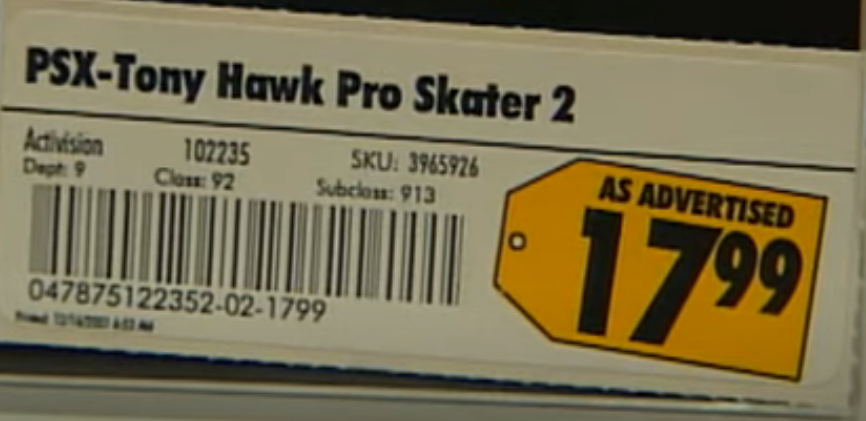 PSX-Tony Hawk Pro Skater 2
Activision 102235 SKU: 3965926
Dept: 9 Class: 92 Subclass: 913
AS ADVERTISED
1799
047875122352-02-1799